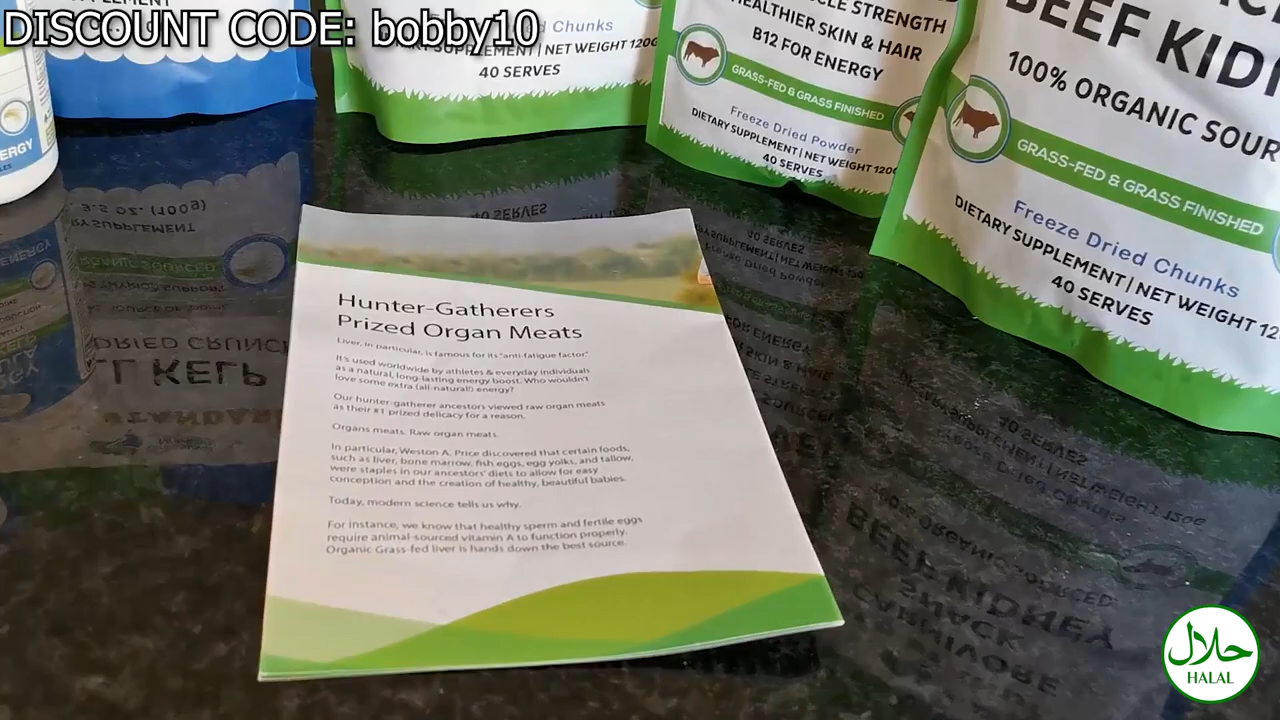 DISCOUNT CODE: bobby10
ERGY
Chunks
SUPPLEMENT | NET WEIGHT 120G
40 SERVES
STRENGTH
HEALTHIER SKIN & HAIR
B12 FOR ENERGY
GRASS-FED & GRASS FINISHED
Freeze Dried Powder
DIETARY SUPPLEMENT | NET WEIGHT 120G
40 SERVES
BEEF KID
100% ORGANIC SOUR
GRASS-FED & GRASS FINISHED
Freeze Dried Chunks
DIETARY SUPPLEMENT | NET WEIGHT 12
40 SERVES
Hunter-Gatherers
Prized Organ Meats
Liver, in particular, is famous for its "anti-fatigue factor"
It's used worldwide by athletes & everyday individuals
as a natural, long-lasting energy boost. Who wouldn't
love some extra (all-natural!) energy?
Our hunter-gatherer ancestors viewed raw organ meats
as their #1 prized delicacy for a reason.
Organs meats. Raw organ meats.
In particular, Weston A. Price discovered that certain foods,
such as liver, bone marrow, fish eggs, egg yolks, and tallow,
were staples in our ancestors' diets to allow for easy
conception and the creation of healthy, beautiful babies.
Today, modern science tells us why.
For instance, we know that healthy sperm and fertile eggs
require animal-sourced vitamin A to function properly.
Organic Grass-fed liver is hands down the best source.
حلال
HALAL